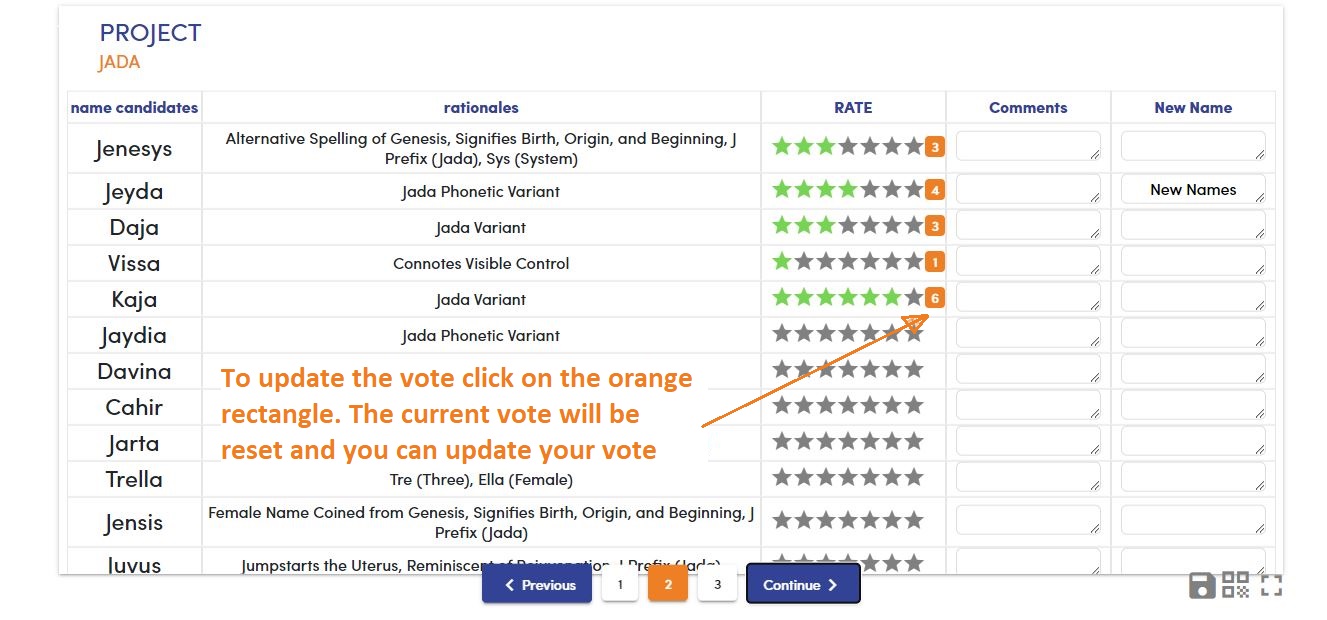 PROJECT
JADA
name candidates rationales RATE Comments New Name
Jenesys Alternative Spelling of Genesis, Signifies Birth, Origin, and Beginning, J Prefix (Jada), Sys (System) 3
Jeyda Jada Phonetic Variant 4 New Names
Daja Jada Variant 3
Vissa Connotes Visible Control 1
Kaja Jada Variant 6
Jaydia Jada Phonetic Variant
Davina
To update the vote click on the orange
Cahir
rectangle. The current vote will be
Jarta
reset and you can update your vote
Trella Tre (Three), Ella (Female)
Jensis Female Name Coined from Genesis, Signifies Birth, Origin, and Beginning, J Prefix (Jada)
Juvus Jumpstarts the Uterus, Reminiscent of Rejuvenation, J Prefix (Jada)
Previous 1 2 3 Continue